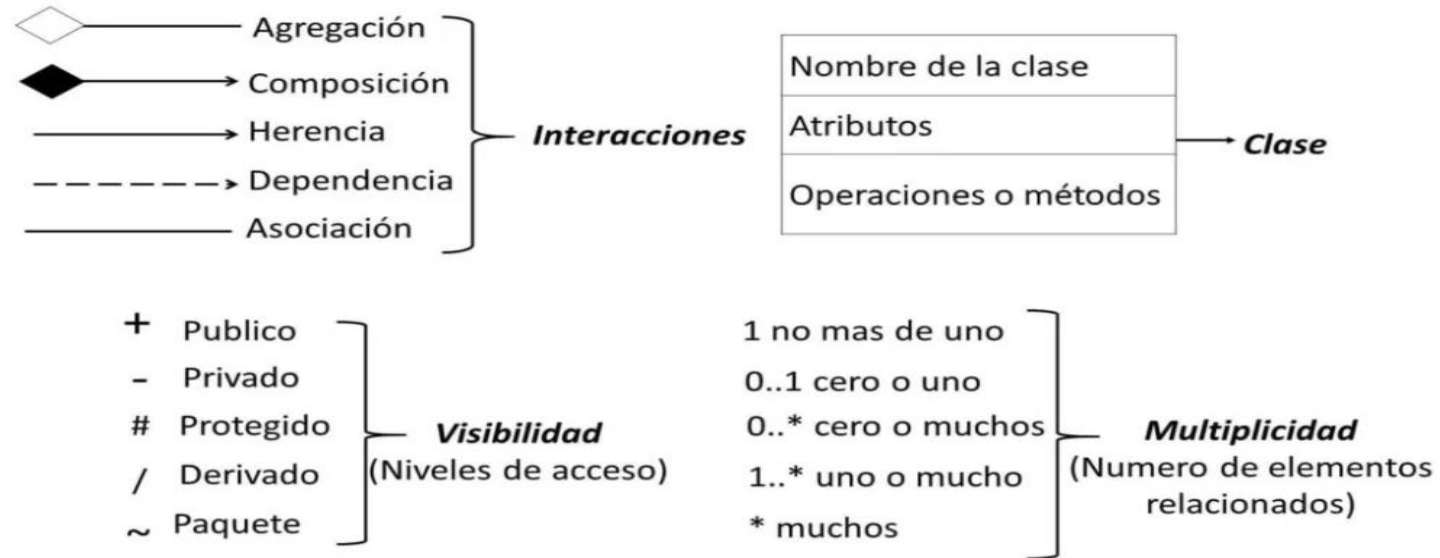 Agregación
Composición
Herencia
Dependencia
Asociación
Interacciones
Nombre de la clase
Atributos
Operaciones o métodos
Clase
+ Publico
- Privado
# Protegido
/ Derivado
~ Paquete
Visibilidad
(Niveles de acceso)
1 no mas de uno
0..1 cero o uno
0..* cero o muchos
1..* uno o mucho
* muchos
Multiplicidad
(Numero de elementos
relacionados)